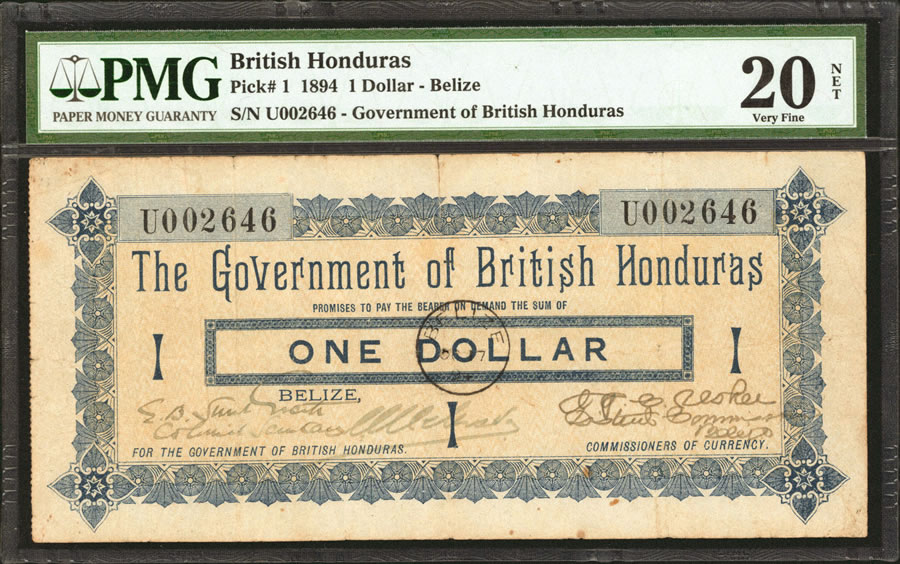 PMG
PAPER MONEY GUARANTY
British Honduras
Pick# 1 1894 1 Dollar - Belize
S/N U002646 - Government of British Honduras
20
NET
Very Fine
U002646
U002646
The Government of British Honduras
PROMISES TO PAY THE BEARER ON DEMAND THE SUM OF
I
ONE DOLLAR
I
BELIZE
BELIZE,
I
FOR THE GOVERNMENT OF BRITISH HONDURAS.
COMMISSIONERS OF CURRENCY.